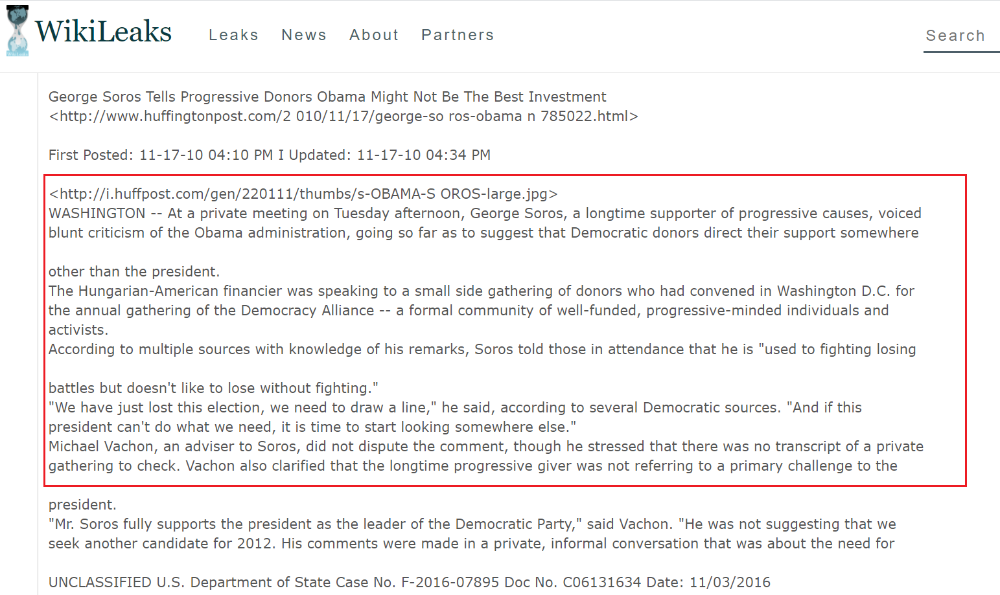 WikiLeaks
Leaks News About Partners
Search
George Soros Tells Progressive Donors Obama Might Not Be The Best Investment
<http://www.huffingtonpost.com/2 010/11/17/george-so ros-obama n 785022.html>
First Posted: 11-17-10 04:10 PM I Updated: 11-17-10 04:34 PM
<http://i.huffpost.com/gen/220111/thumbs/s-OBAMA-S OROS-large.jpg>
WASHINGTON -- At a private meeting on Tuesday afternoon, George Soros, a longtime supporter of progressive causes, voiced
blunt criticism of the Obama administration, going so far as to suggest that Democratic donors direct their support somewhere
other than the president.
The Hungarian-American financier was speaking to a small side gathering of donors who had convened in Washington D.C. for
the annual gathering of the Democracy Alliance -- a formal community of well-funded, progressive-minded individuals and
activists.
According to multiple sources with knowledge of his remarks, Soros told those in attendance that he is "used to fighting losing
battles but doesn't like to lose without fighting."
"We have just lost this election, we need to draw a line," he said, according to several Democratic sources. "And if this
president can't do what we need, it is time to start looking somewhere else."
Michael Vachon, an adviser to Soros, did not dispute the comment, though he stressed that there was no transcript of a private
gathering to check. Vachon also clarified that the longtime progressive giver was not referring to a primary challenge to the
president.
"Mr. Soros fully supports the president as the leader of the Democratic Party," said Vachon. "He was not suggesting that we
seek another candidate for 2012. His comments were made in a private, informal conversation that was about the need for
UNCLASSIFIED U.S. Department of State Case No. F-2016-07895 Doc No. C06131634 Date: 11/03/2016